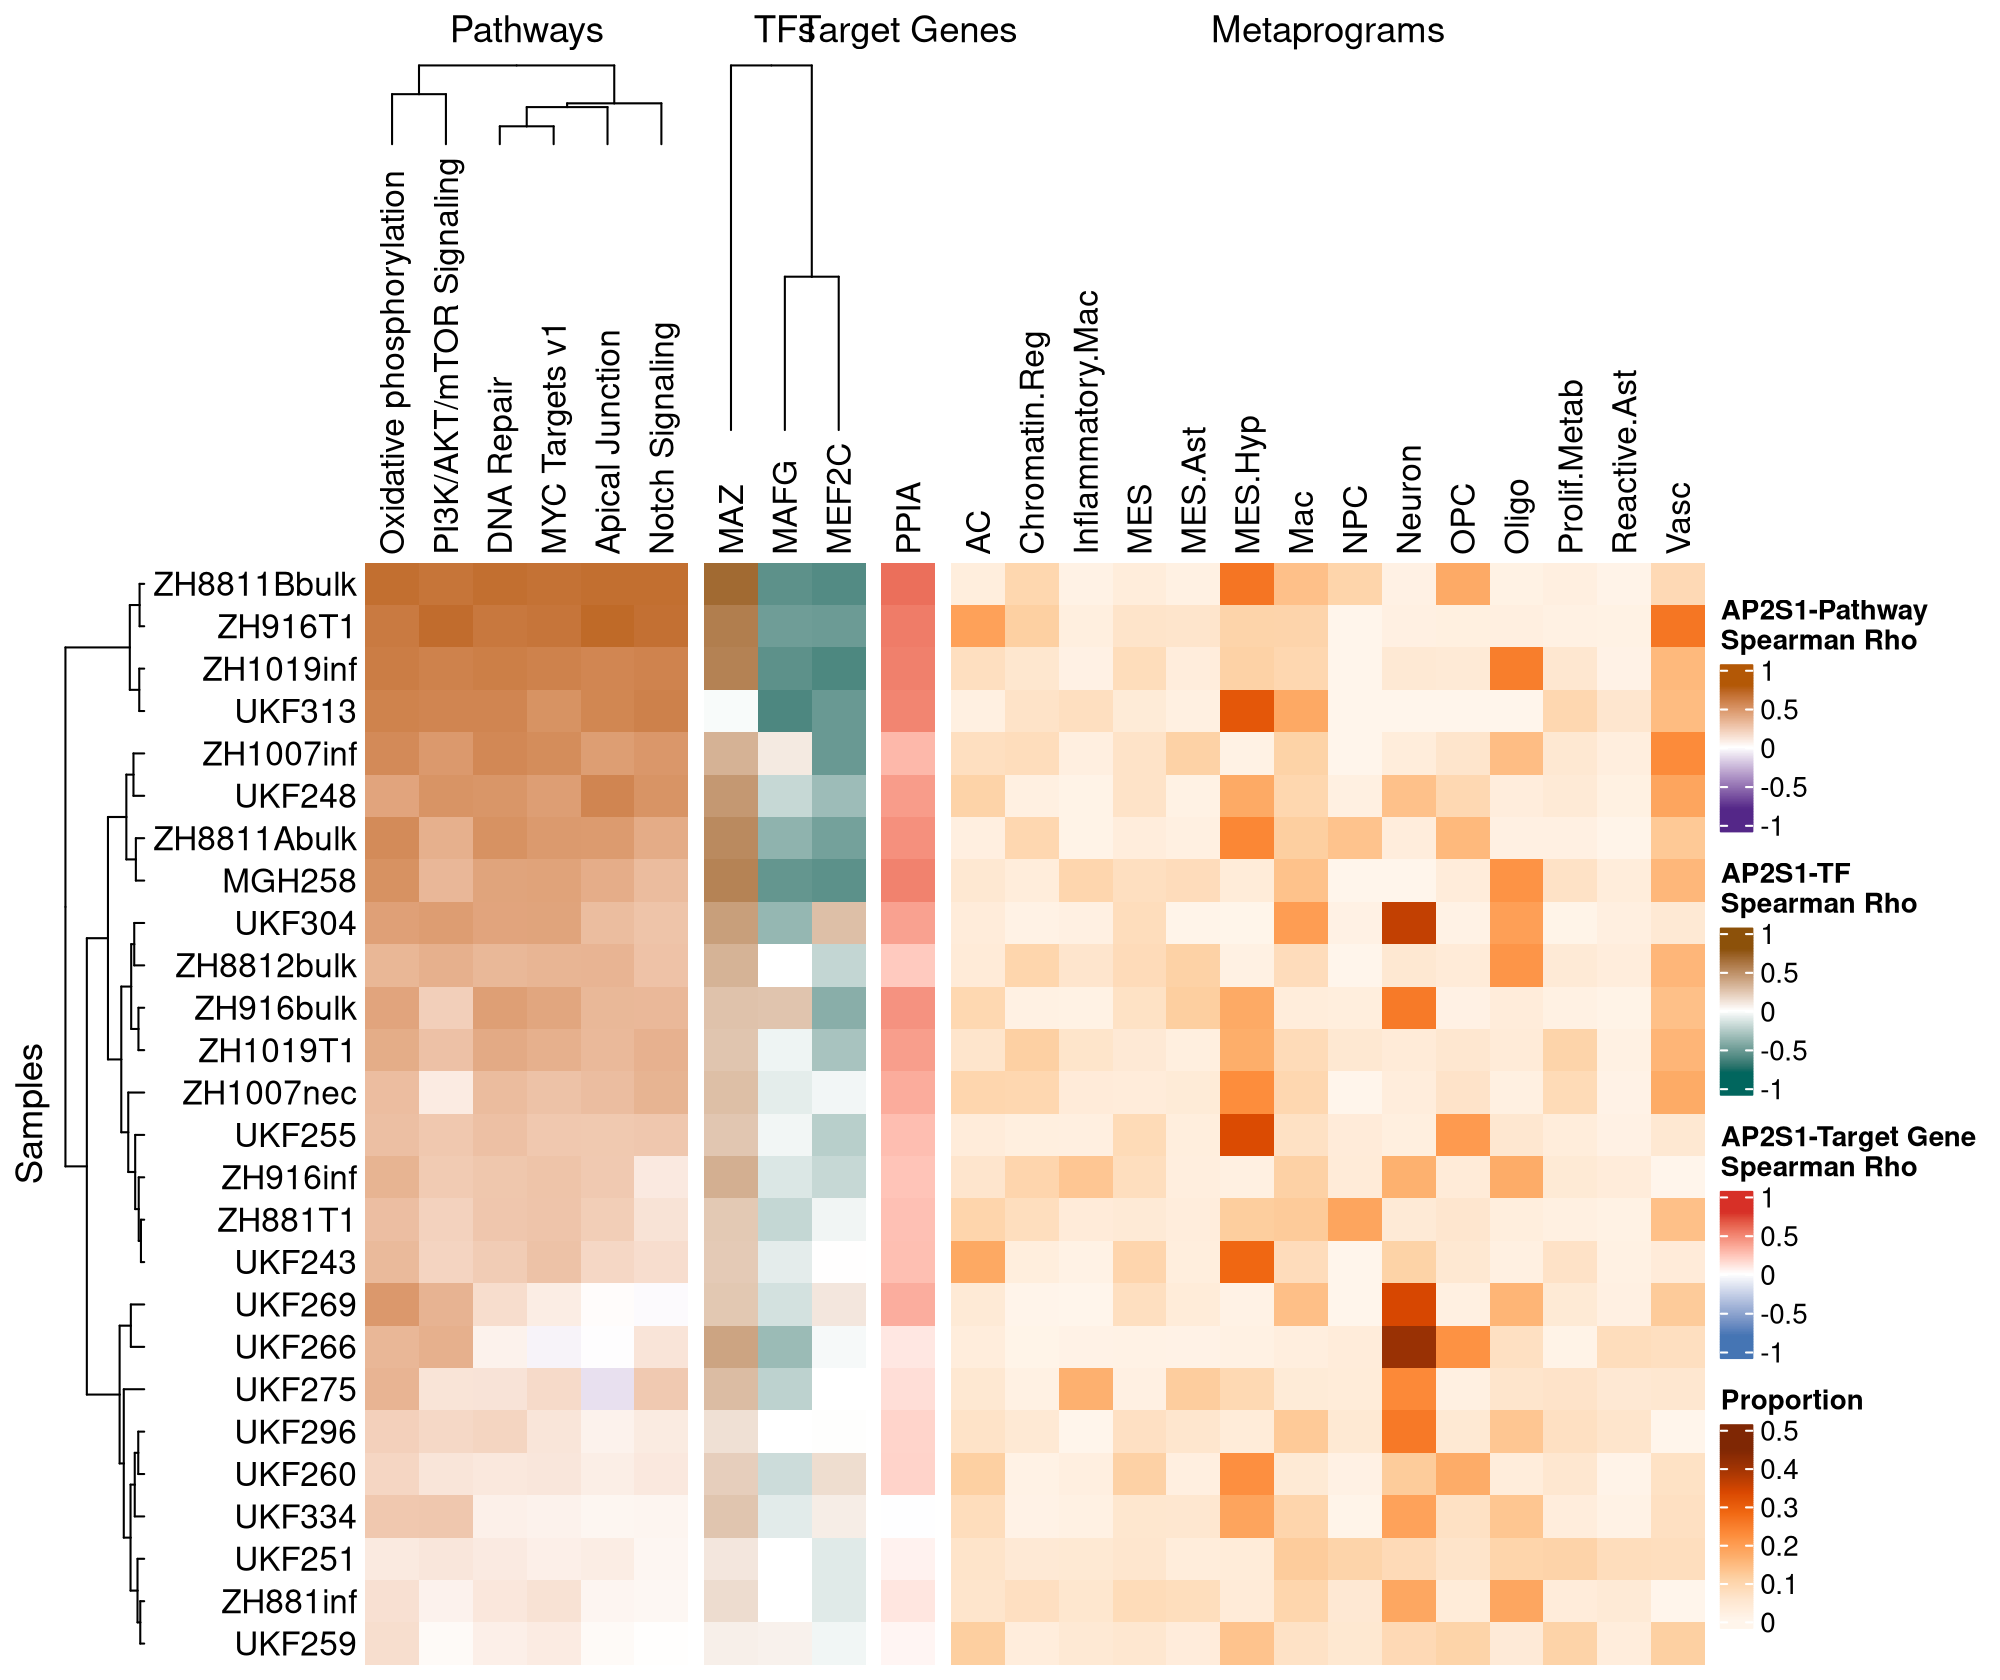 Pathways
TFs
Target Genes
Metaprograms
Oxidative phosphorylation
PI3K/AKT/mTOR Signaling
DNA Repair
MYC Targets v1
Apical Junction
Notch Signaling
MAZ
MAFG
MEF2C
PPIA
AC
Chromatin.Reg
Inflammatory.Mac
MES
MES.Ast
MES.Hyp
Mac
NPC
Neuron
OPC
Oligo
Prolif.Metab
Reactive.Ast
Vasc
Samples
ZH8811Bbulk
ZH916T1
ZH1019inf
UKF313
ZH1007inf
UKF248
ZH8811Abulk
MGH258
UKF304
ZH8812bulk
ZH916bulk
ZH1019T1
ZH1007nec
UKF255
ZH916inf
ZH881T1
UKF243
UKF269
UKF266
UKF275
UKF296
UKF260
UKF334
UKF251
ZH881inf
UKF259
AP2S1-Pathway
Spearman Rho
1
0.5
0
-0.5
-1
AP2S1-TF
Spearman Rho
1
0.5
0
-0.5
-1
AP2S1-Target Gene
Spearman Rho
1
0.5
0
-0.5
-1
Proportion
0.5
0.4
0.3
0.2
0.1
0